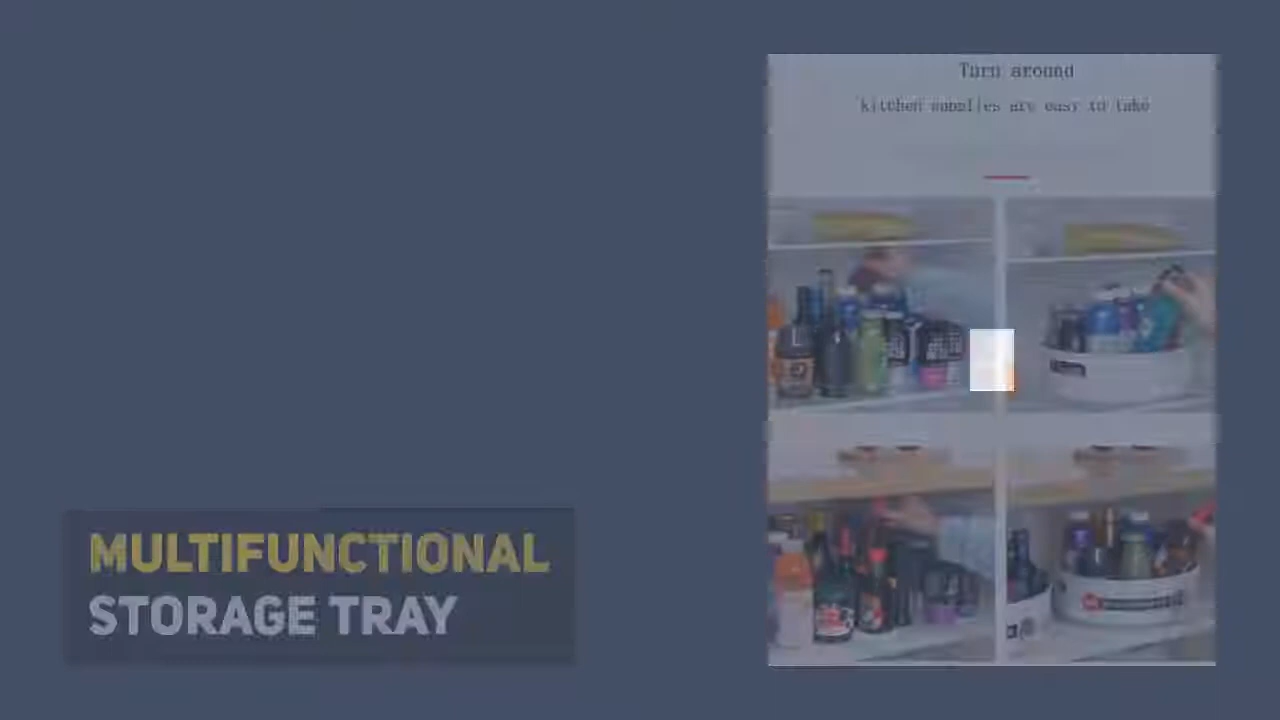 Turn around
kitchen supplies are easy to take
MULTIFUNCTIONAL
STORAGE TRAY